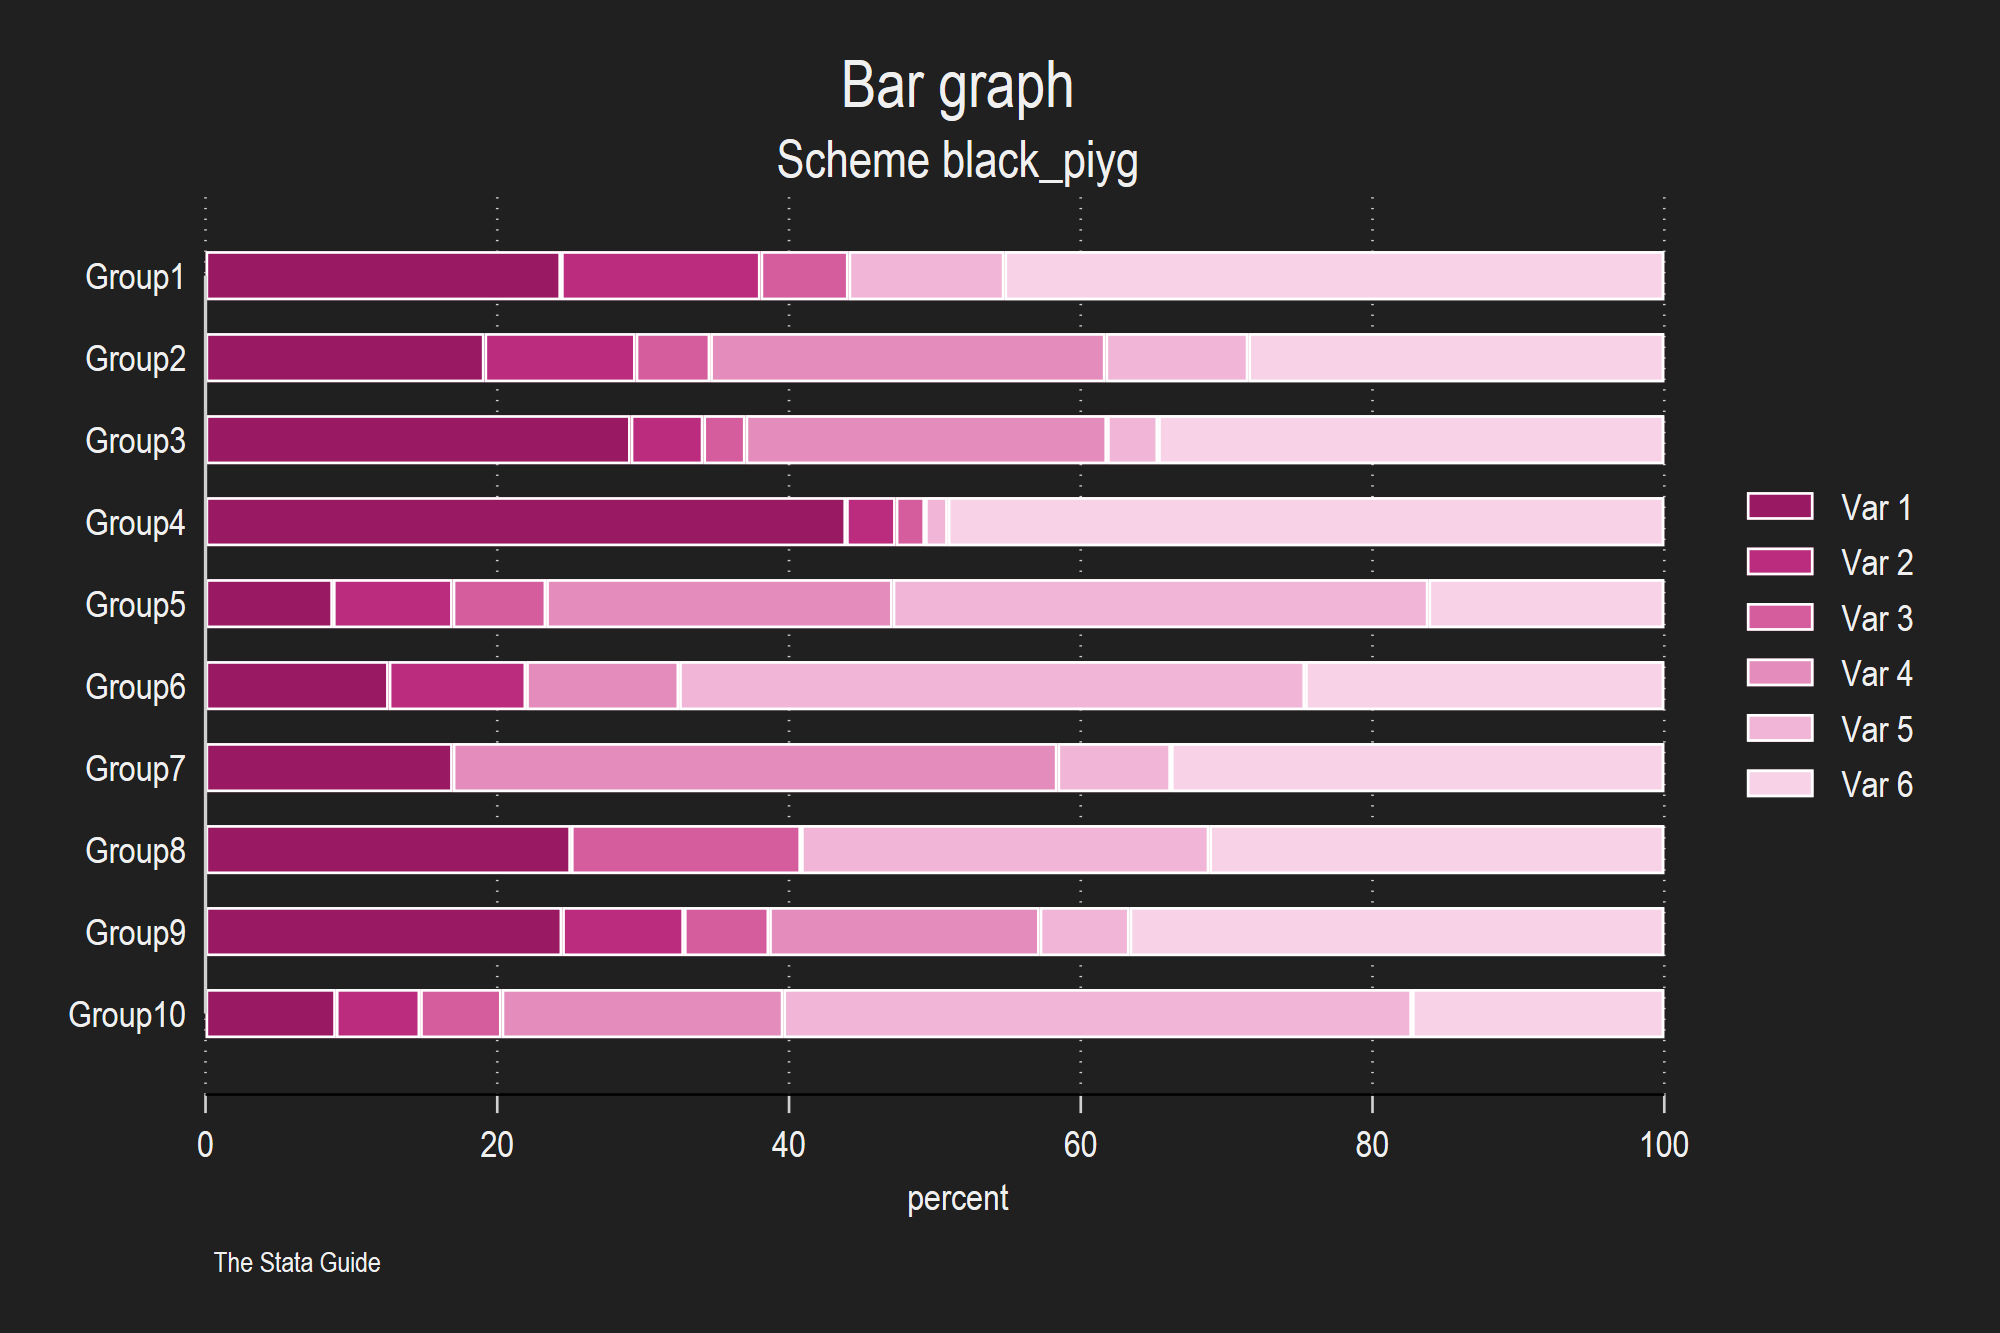 Bar graph
Scheme black_piyg
Group1
Group2
Group3
Group4
Group5
Group6
Group7
Group8
Group9
Group10
Var 1
Var 2
Var 3
Var 4
Var 5
Var 6
0 20 40 60 80 100
percent
The Stata Guide